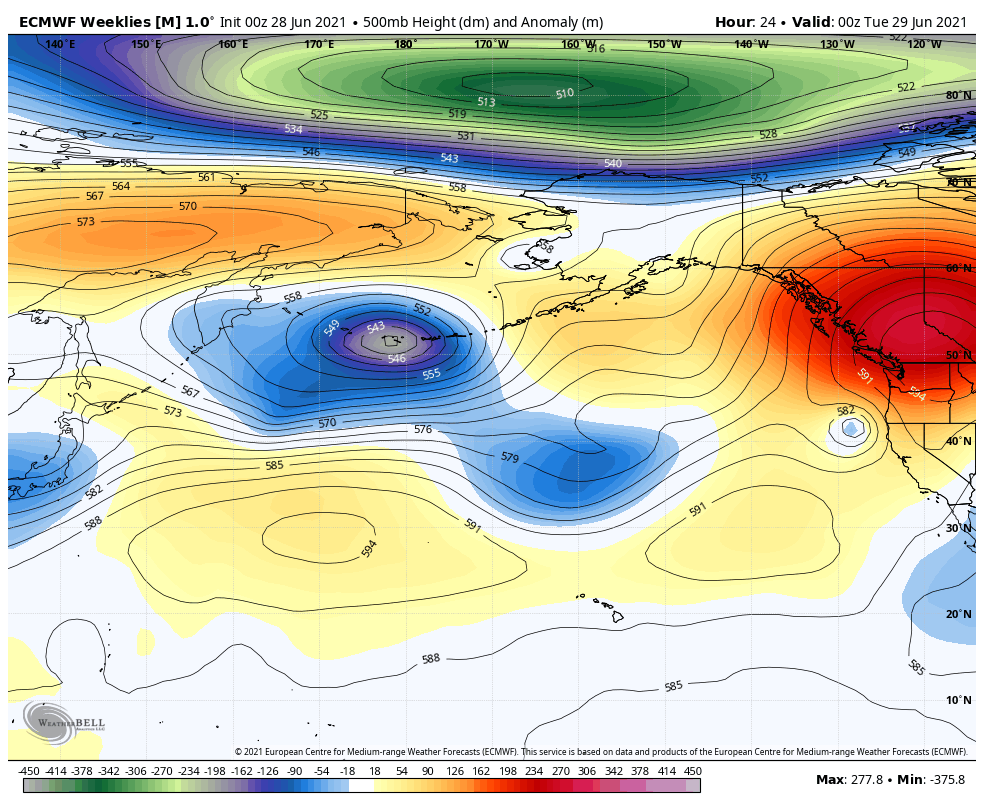 ECMWF Weeklies [M] 1.0° Init 00z 28 Jun 2021 • 500mb Height (dm) and Anomaly (m)
Hour: 24 • Valid: 00z Tue 29 Jun 2021
522
140°E 150°E 160°E 170°E 180° 170°W 160°W 150°W 140°W 130°W 120°W
516
522
80°N
510
513
525 519
534 531 528 537
546 543 540 549
555 552
561 558 70°N
564
567
570
573
558
60°N
558
552
549 543
546 50°N
555 591
567 594
573 582
570 576
40°N
579
585
582
591
588 591 30°N
594
20°N
588
585
585
10°N
WEATHERBELL
Analytics LLC
© 2021 European Centre for Medium-range Weather Forecasts (ECMWF). This service is based on data and products of the European Centre for Medium-range Weather Forecasts (ECMWF).
-450 -414 -378 -342 -306 -270 -234 -198 -162 -126 -90 -54 -18 18 54 90 126 162 198 234 270 306 342 378 414 450
Max: 277.8 • Min: -375.8